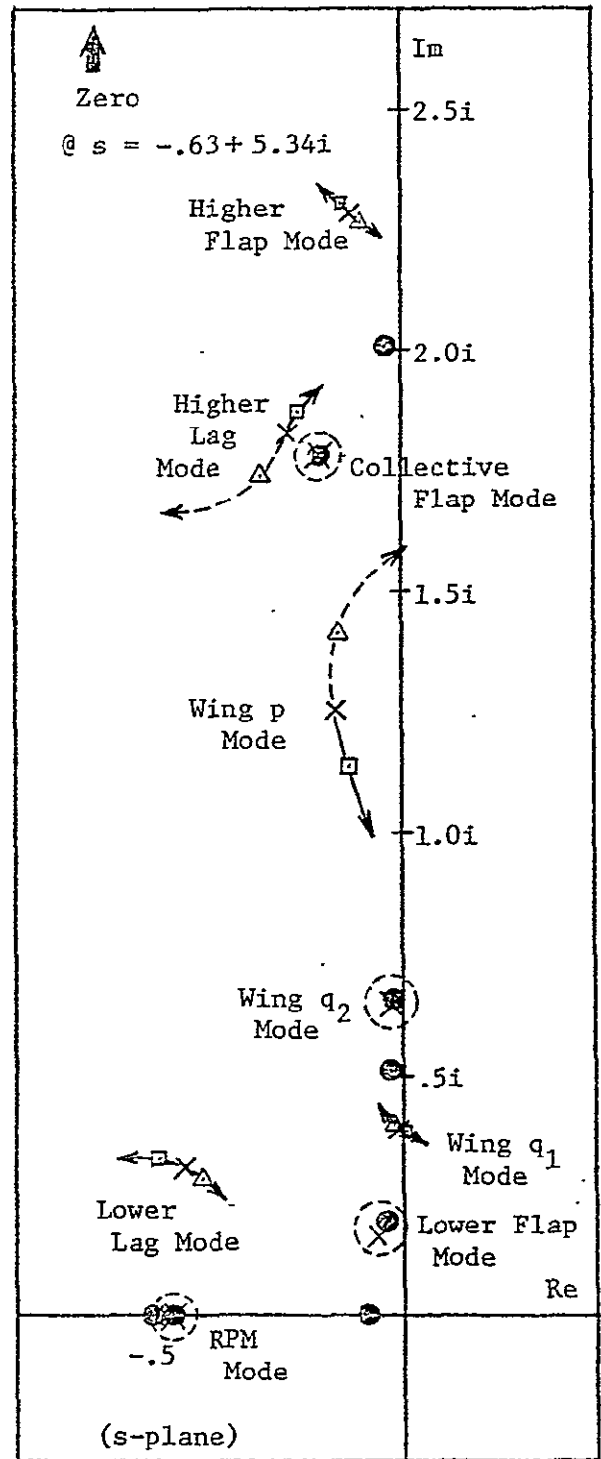 Im
Zero
2.5i
@ s = -.63+ 5.34i
Higher
Flap Mode
2.0i
Higher
Lag
Mode
Collective
Flap Mode
1.5i
Wing p
Mode
1.0i
Wing q2
Mode
.5i
Wing q1
Mode
Lower
Lag Mode
Lower Flap
Mode
Re
-.5
RPM
Mode
(s-plane)